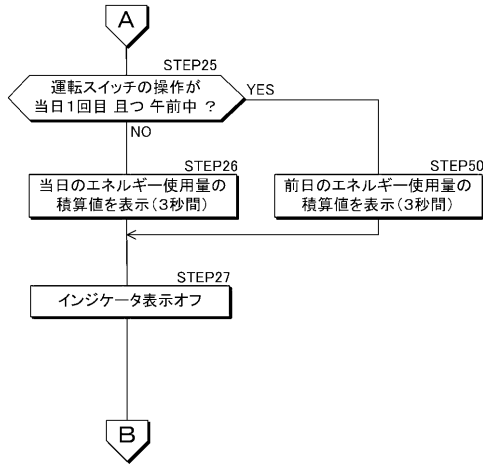 A
STEP25
運転スイッチの操作が
当日1回目 且つ 午前中 ?
YES
NO
STEP26
当日のエネルギー使用量の
積算値を表示(3秒間)
STEP50
前日のエネルギー使用量の
積算値を表示(3秒間)
STEP27
インジケータ表示オフ
B